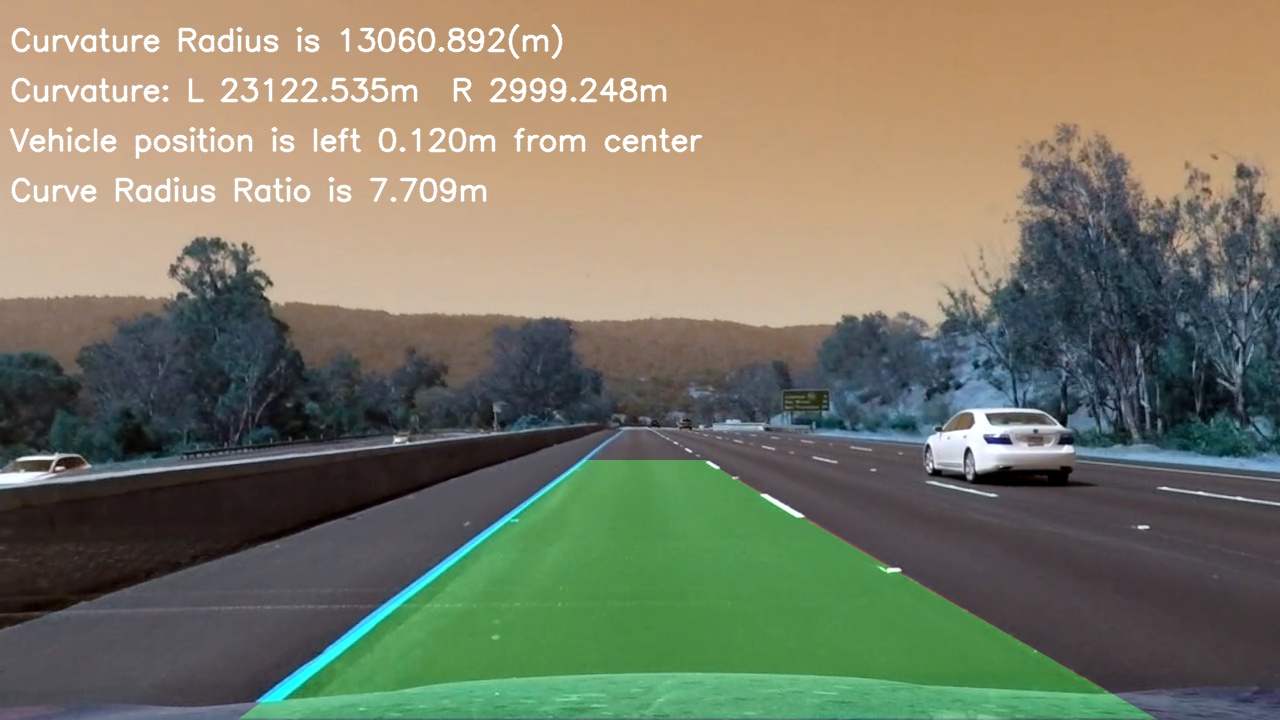 Curvature Radius is 13060.892(m)
Curvature: L 23122.535m R 2999.248m
Vehicle position is left 0.120m from center
Curve Radius Ratio is 7.709m